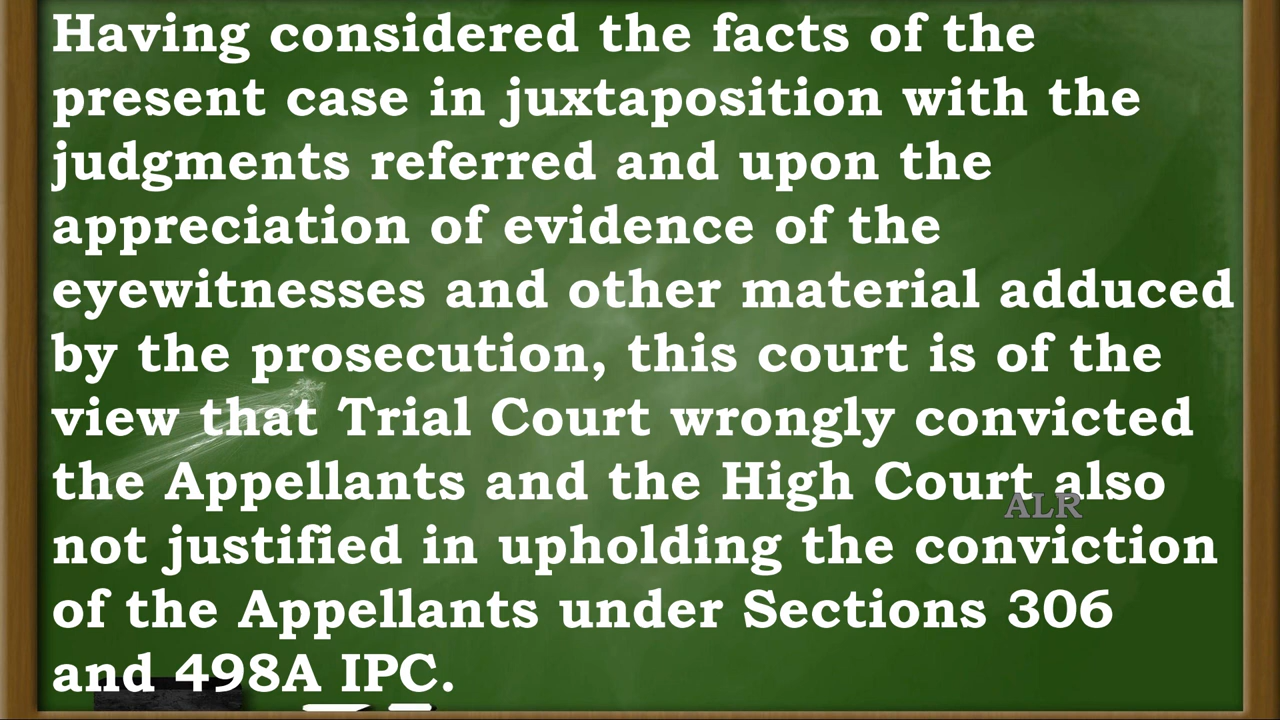 Having considered the facts of the
present case in juxtaposition with the
judgments referred and upon the
appreciation of evidence of the
eyewitnesses and other material adduced
by the prosecution, this court is of the
view that Trial Court wrongly convicted
the Appellants and the High Court also
ALR
not justified in upholding the conviction
of the Appellants under Sections 306
and 498A IPC.